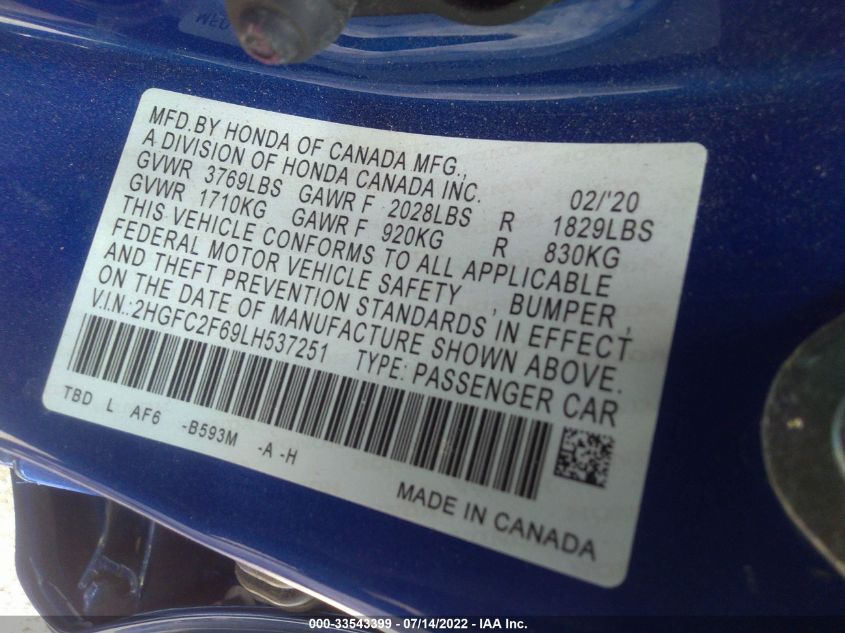 MFD.BY HONDA OF CANADA MFG.,
A DIVISION OF HONDA CANADA INC. 02/'20
GVWR 3769LBS GAWR F 2028LBS R 1829LBS
GVWR 1710KG GAWR F 920KG R 830KG
THIS VEHICLE CONFORMS TO ALL APPLICABLE
FEDERAL MOTOR VEHICLE SAFETY , BUMPER,
AND THEFT PREVENTION STANDARDS IN EFFECT
ON THE DATE OF MANUFACTURE SHOWN ABOVE.
V.I.N.:2HGFC2F69LH537251 TYPE: PASSENGER CAR
TBD L AF6 -B593M -A -H
MADE IN CANADA
000-33543399 - 07/14/2022 - IAA Inc.